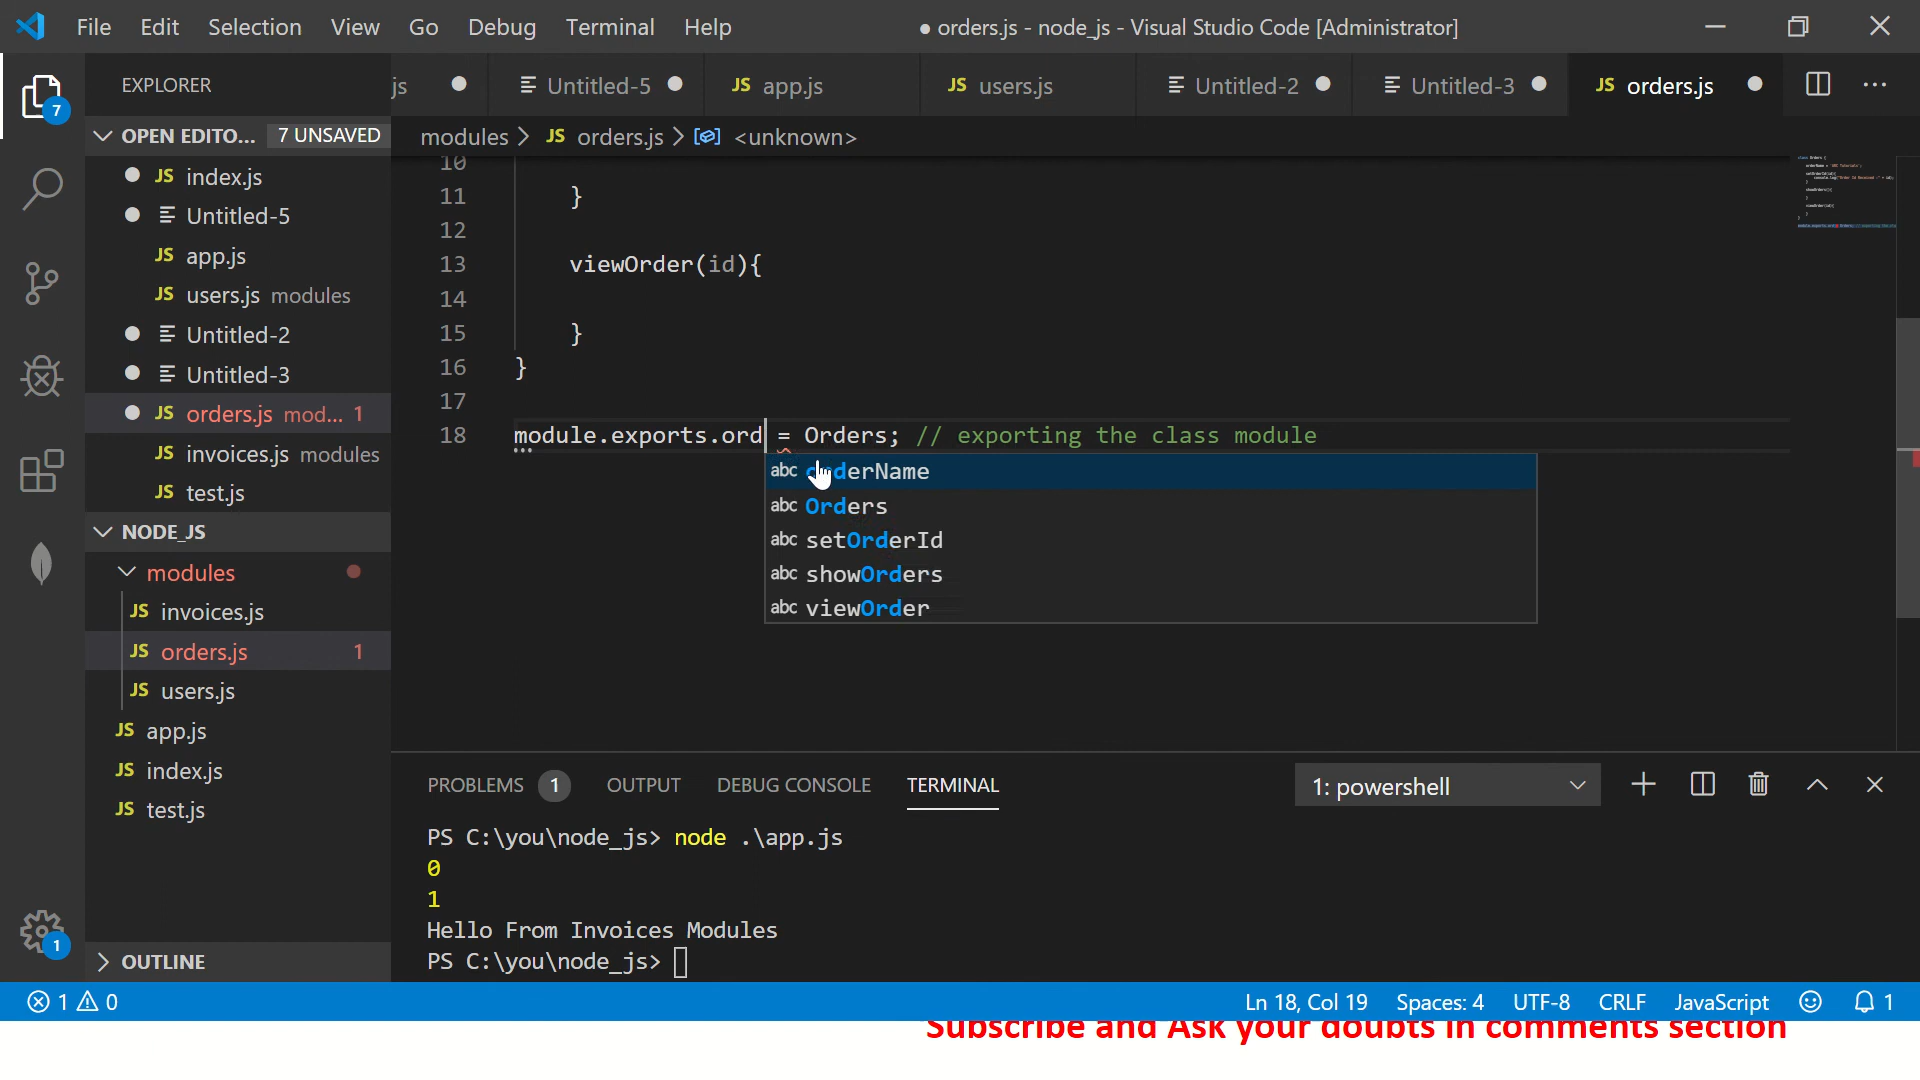 File Edit Selection View Go Debug Terminal Help ● orders.js - node_js - Visual Studio Code [Administrator]
EXPLORER js Untitled-5 JS app.js JS users.js Untitled-2 Untitled-3 JS orders.js
OPEN EDITO... 7 UNSAVED
modules > JS orders.js > <unknown>
JS index.js
Untitled-5
JS app.js
JS users.js modules
Untitled-2
Untitled-3
JS orders.js mod... 1
JS invoices.js modules
JS test.js
NODE_JS
modules
JS invoices.js
JS orders.js 1
JS users.js
JS app.js
JS index.js
JS test.js
OUTLINE
7
1
10
11 }
12
13 viewOrder(id){
14
15 }
16 }
17
18 module.exports.ord = Orders; // exporting the class module
abc orderName
abc Orders
abc setOrderId
abc showOrders
abc viewOrder
PROBLEMS 1 OUTPUT DEBUG CONSOLE TERMINAL 1: powershell
PS C:\you\node_js> node .\app.js
0
1
Hello From Invoices Modules
PS C:\you\node_js>
1 0 Ln 18, Col 19 Spaces: 4 UTF-8 CRLF JavaScript 1
Subscribe and Ask your doubts in comments section